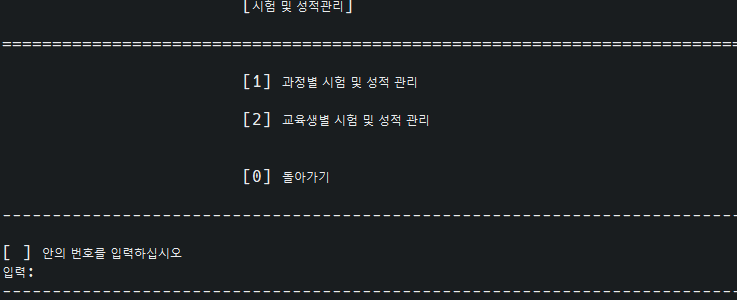 [시험 및 성적관리]
==========================================================================
[1] 과정별 시험 및 성적 관리
[2] 교육생별 시험 및 성적 관리
[0] 돌아가기
--------------------------------------------------------------------------
[ ] 안의 번호를 입력하십시오
입력:
--------------------------------------------------------------------------